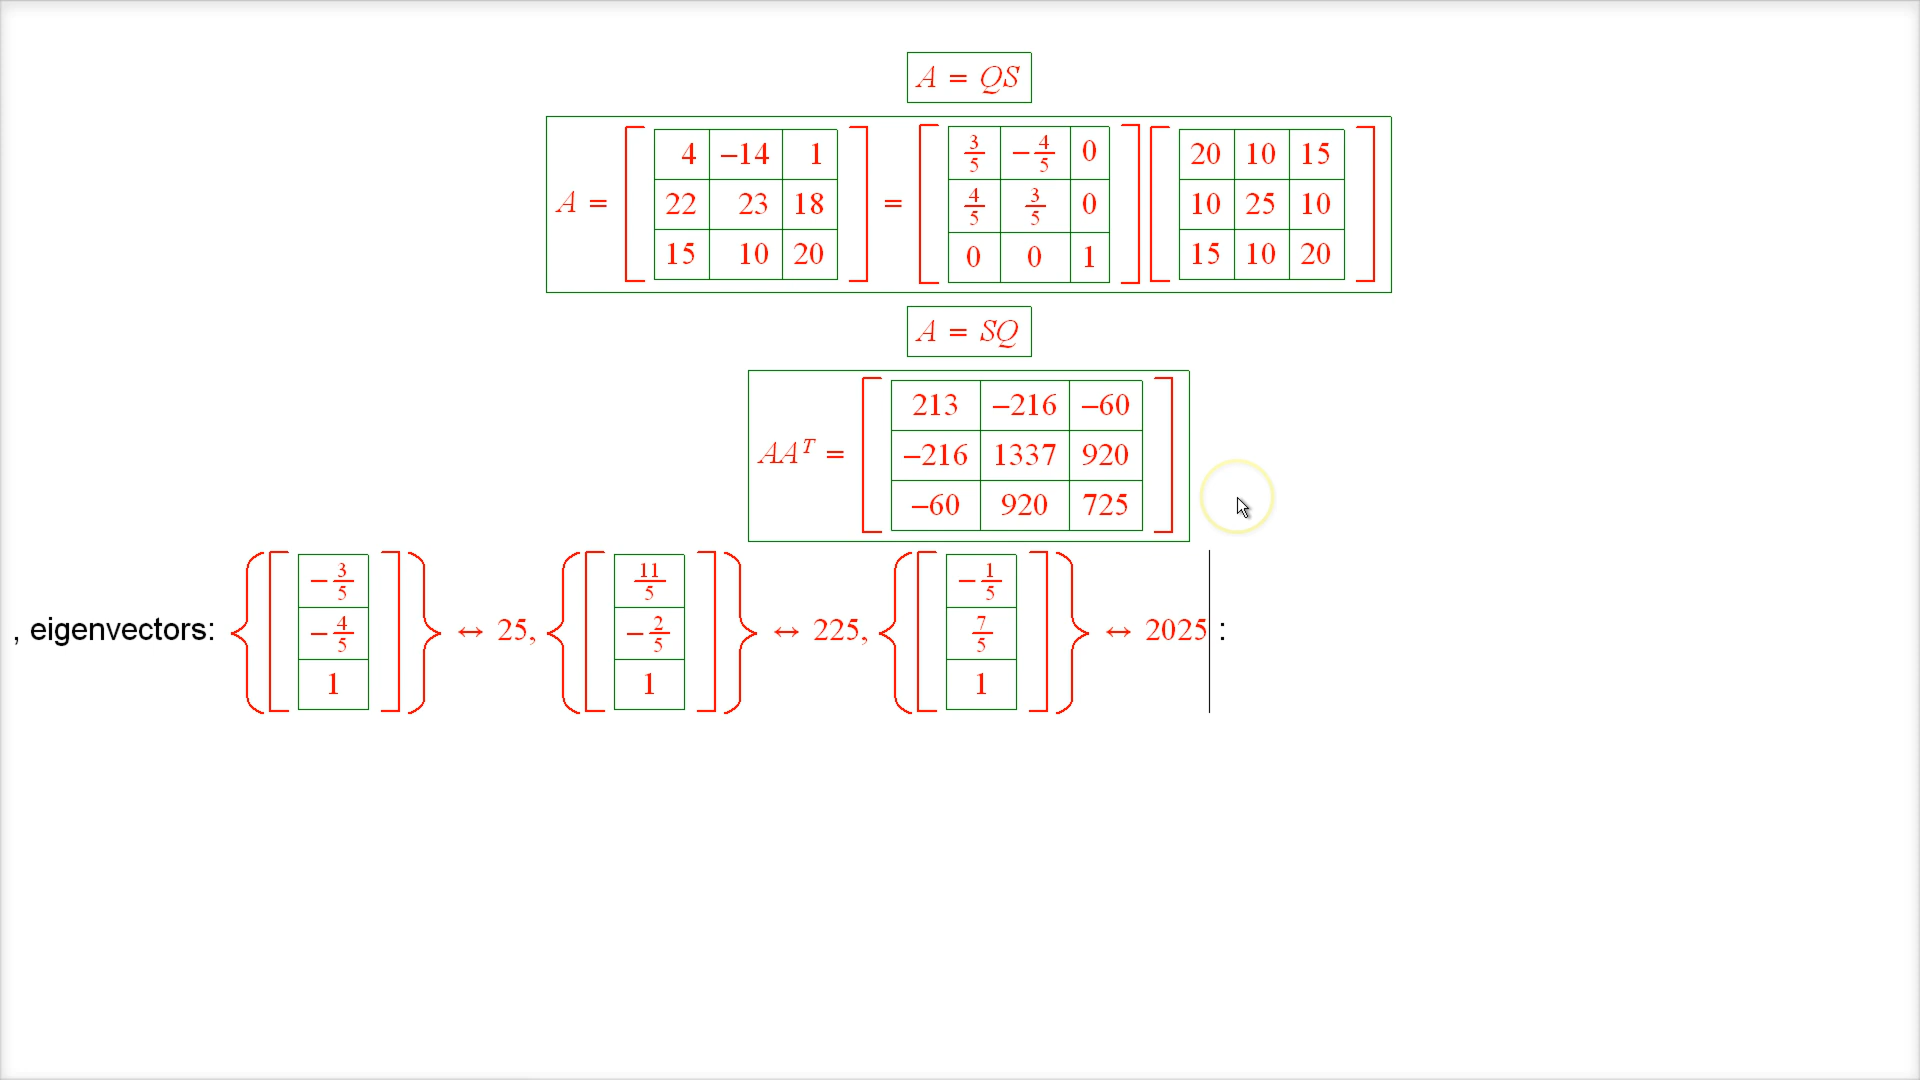 A = QS
A = [ 4 −14 1 ; 22 23 18 ; 15 10 20 ] = [ 3/5 −4/5 0 ; 4/5 3/5 0 ; 0 0 1 ] [ 20 10 15 ; 10 25 10 ; 15 10 20 ]
A = SQ
AA^T = [ 213 −216 −60 ; −216 1337 920 ; −60 920 725 ]
, eigenvectors: { [ −3/5 ; −4/5 ; 1 ] } ↔ 25, { [ 11/5 ; −2/5 ; 1 ] } ↔ 225, { [ −1/5 ; 7/5 ; 1 ] } ↔ 2025 :